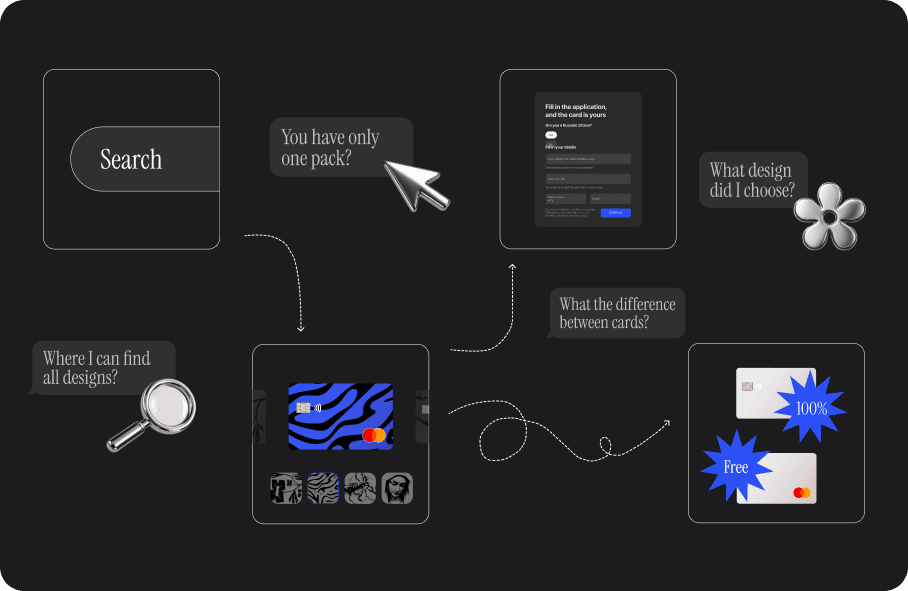 Search
You have only
one pack?
Fill in the application,
and the card is yours
Are you a Russian citizen?
Fill in your details
Continue
What design
did I choose?
What the difference
between cards?
Where I can find
all designs?
100%
Free